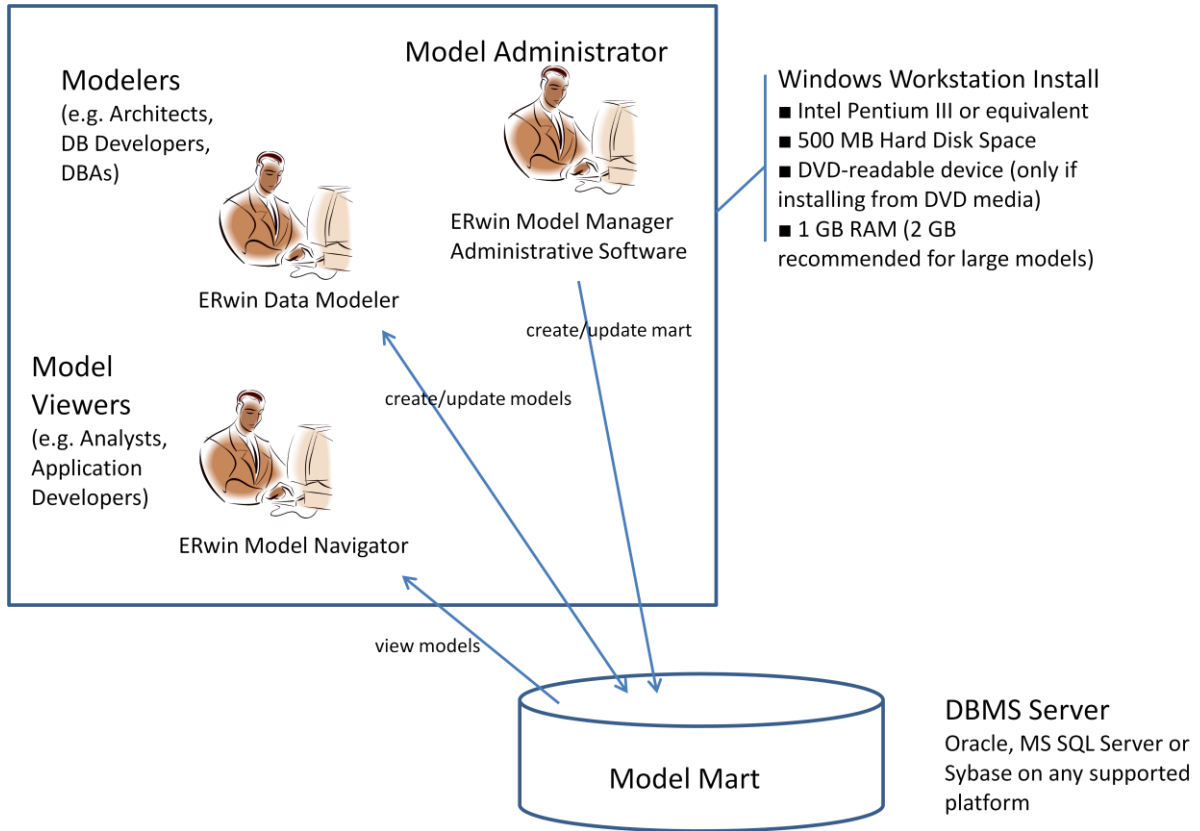 Model Administrator
Modelers
(e.g. Architects,
DB Developers,
DBAs)
ERwin Data Modeler
ERwin Model Manager
Administrative Software
Windows Workstation Install
■ Intel Pentium III or equivalent
■ 500 MB Hard Disk Space
■ DVD-readable device (only if
installing from DVD media)
■ 1 GB RAM (2 GB
recommended for large models)
create/update mart
Model
Viewers
(e.g. Analysts,
Application
Developers)
create/update models
ERwin Model Navigator
view models
Model Mart
DBMS Server
Oracle, MS SQL Server or
Sybase on any supported
platform